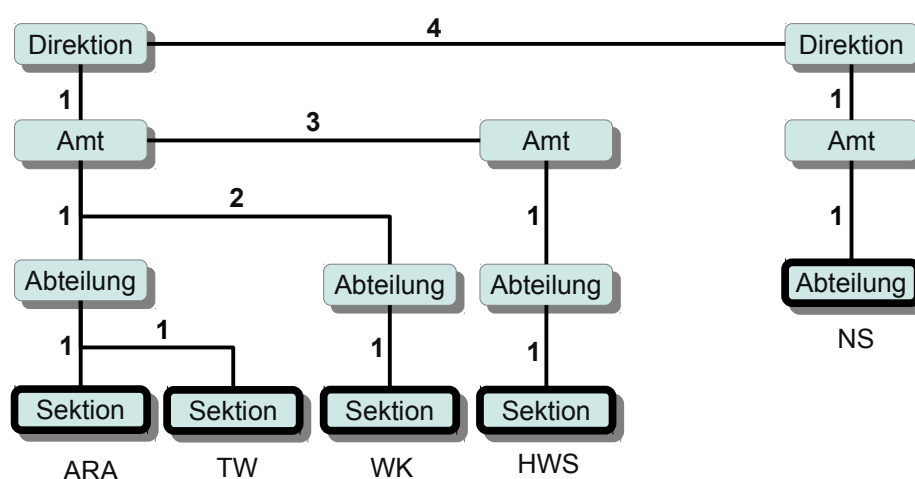 4
Direktion
Direktion
1
1
3
Amt
Amt
Amt
2
1
1
1
Abteilung
Abteilung
Abteilung
Abteilung
1
1
1
1
NS
Sektion
Sektion
Sektion
Sektion
ARA
TW
WK
HWS